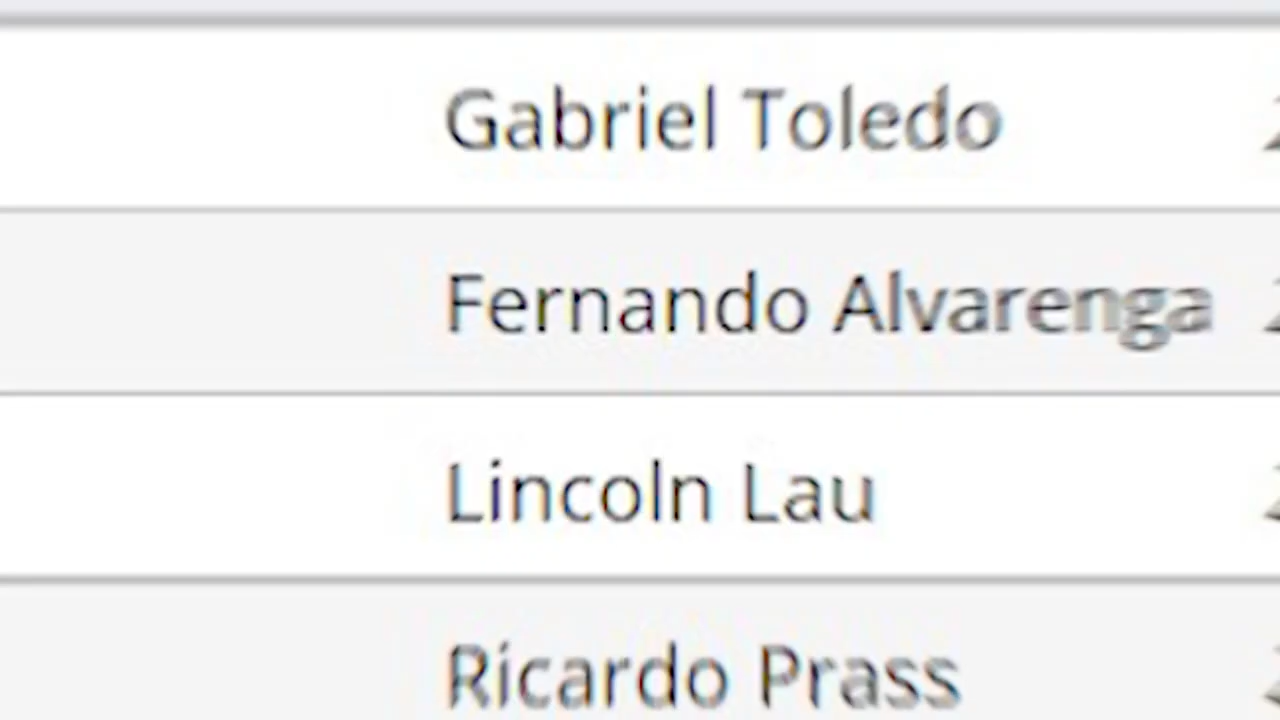 Gabriel Toledo
Fernando Alvarenga
Lincoln Lau
Ricardo Prass